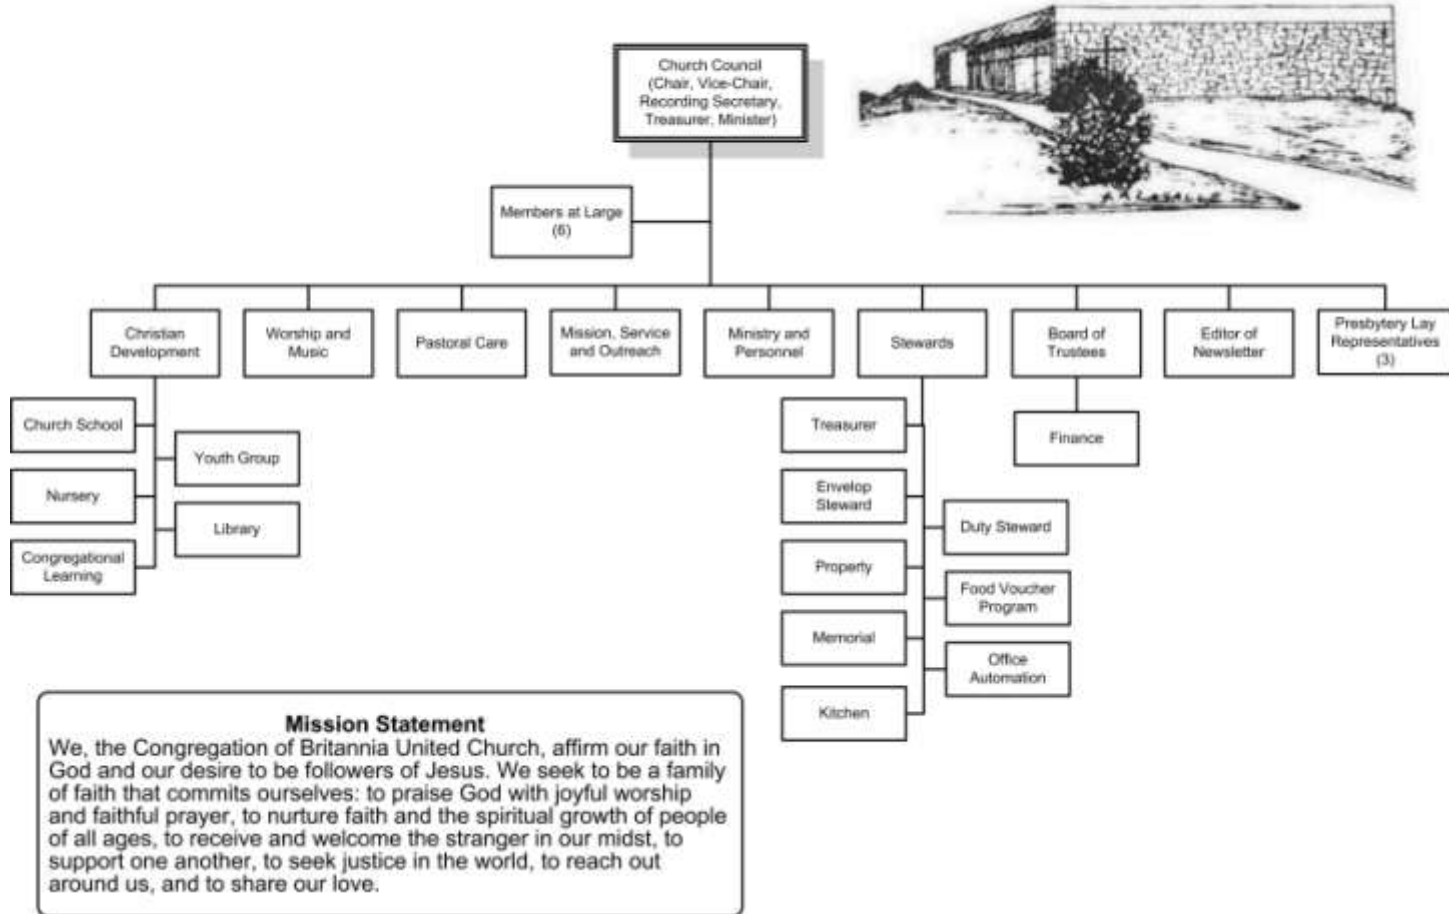 Church Council
(Chair, Vice-Chair,
Recording Secretary,
Treasurer, Minister)
Members at Large
(6)
Christian
Development
Worship and
Music
Pastoral Care
Mission, Service
and Outreach
Ministry and
Personnel
Stewards
Board of
Trustees
Editor of
Newsletter
Presbytery Lay
Representatives
(3)
Church School
Youth Group
Nursery
Library
Congregational
Learning
Treasurer
Envelop
Steward
Duty Steward
Property
Food Voucher
Program
Memorial
Office
Automation
Kitchen
Finance
Mission Statement
We, the Congregation of Britannia United Church, affirm our faith in
God and our desire to be followers of Jesus. We seek to be a family
of faith that commits ourselves: to praise God with joyful worship
and faithful prayer, to nurture faith and the spiritual growth of people
of all ages, to receive and welcome the stranger in our midst, to
support one another, to seek justice in the world, to reach out
around us, and to share our love.